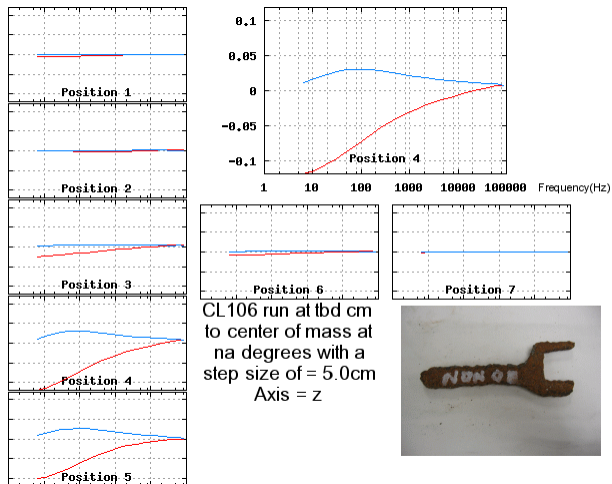 Position 1
0.1
0.05
0
-0.05
-0.1
Position 4
1 10 100 1000 10000 100000 Frequency(Hz)
Position 2
Position 3
Position 6
Position 7
Position 4
Position 5
CL106 run at tbd cm
to center of mass at
na degrees with a
step size of = 5.0cm
Axis = z